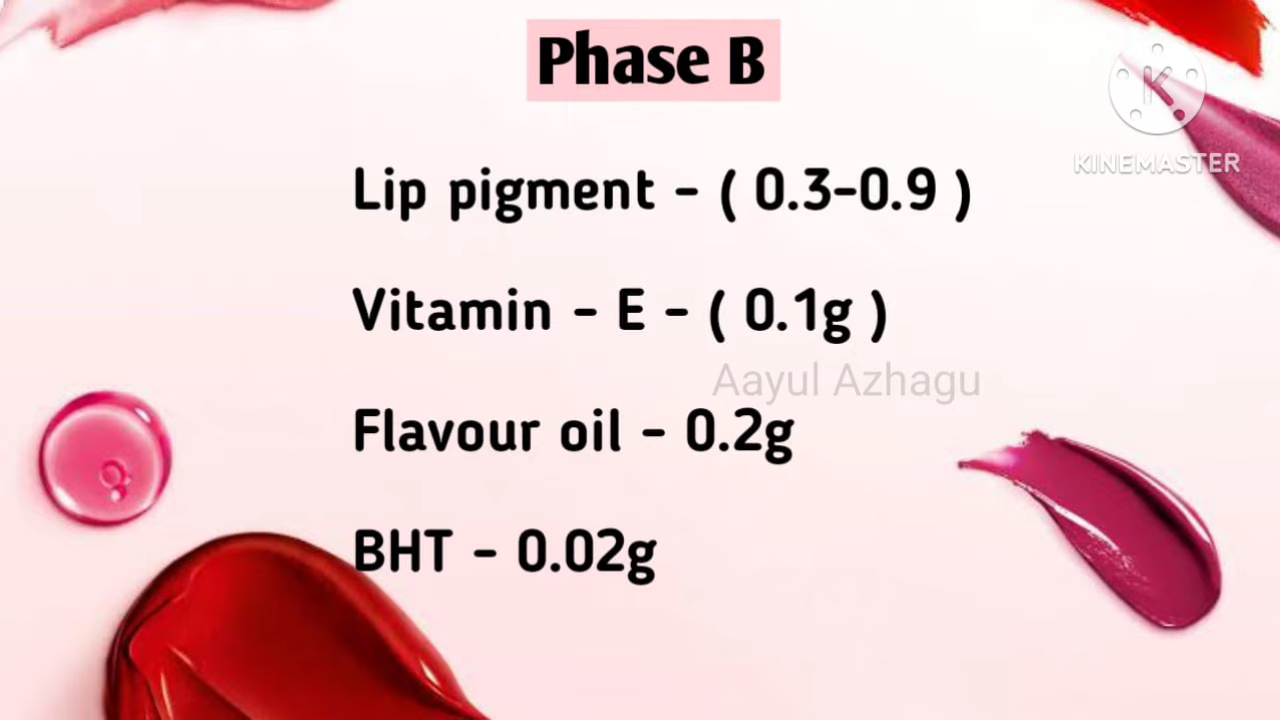 Phase B
KINEMASTER
Lip pigment - ( 0.3-0.9 )
Vitamin - E - ( 0.1g )
Aayul Azhagu
Flavour oil - 0.2g
BHT - 0.02g